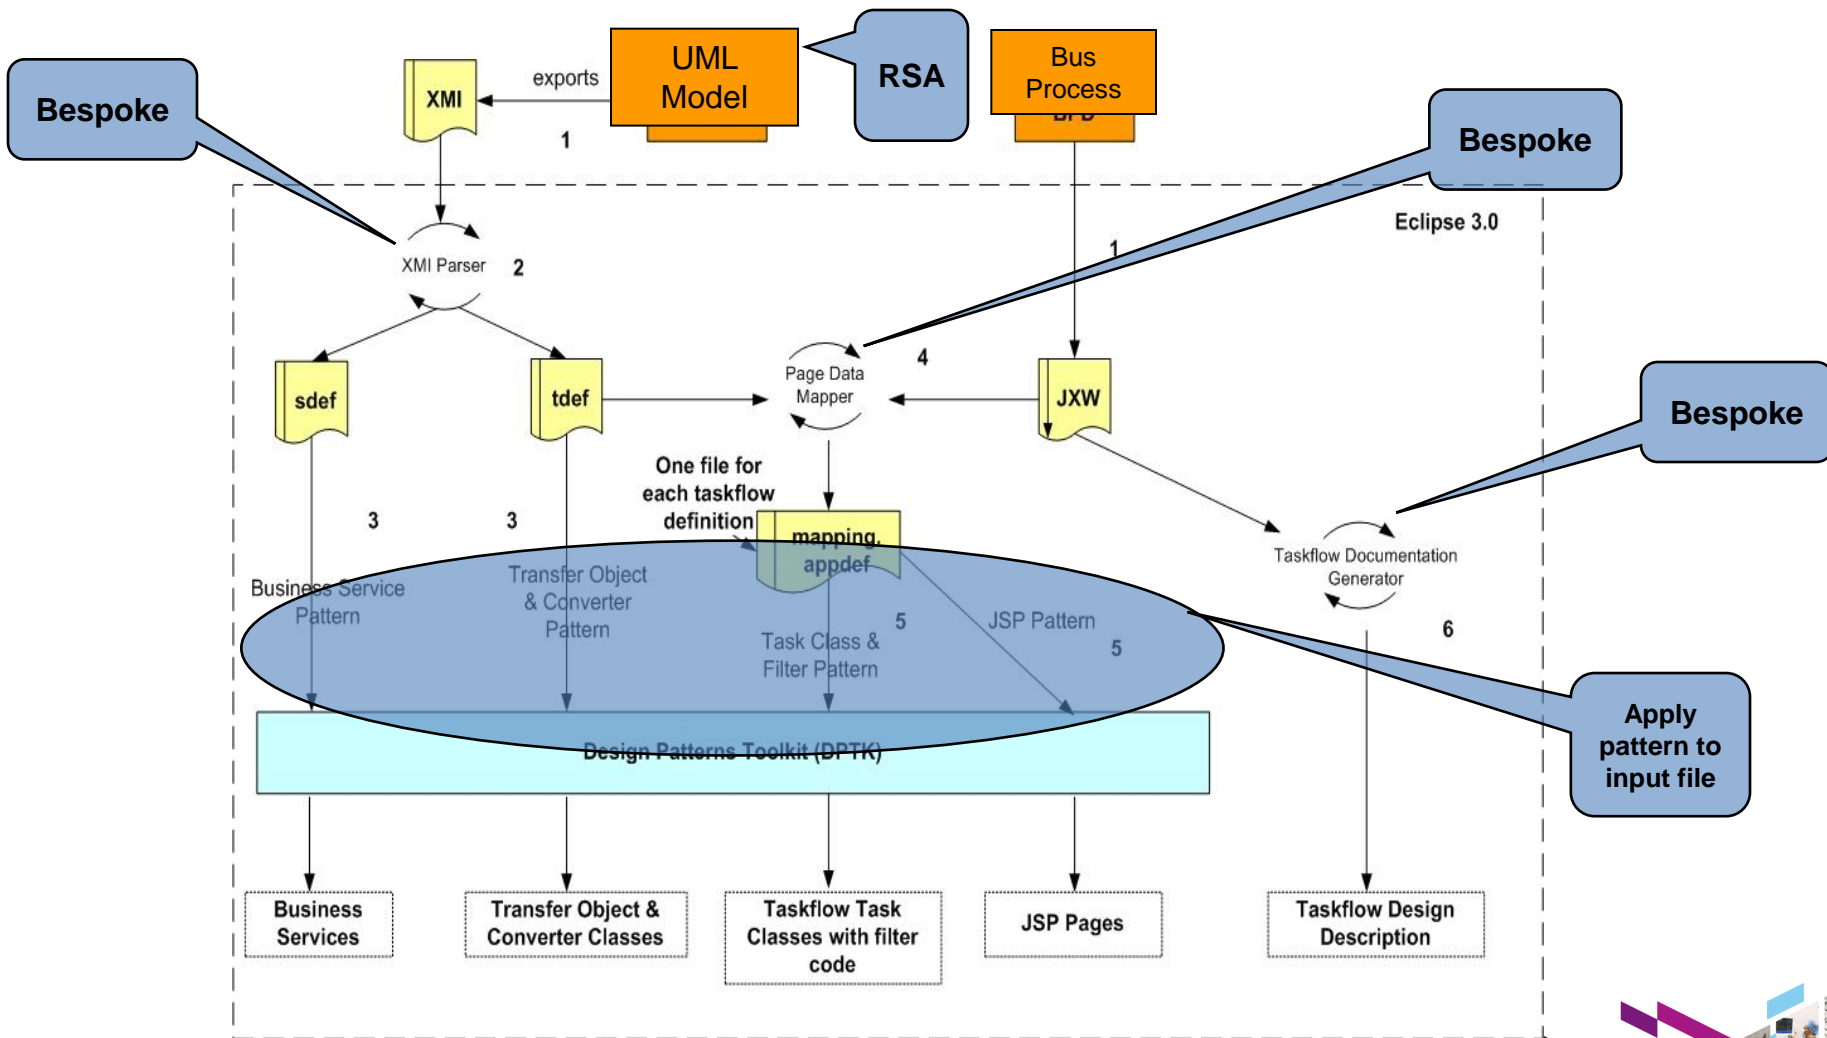 UML
Model
RSA
Bus
Process
BPD
Bespoke
XMI
exports
1
Bespoke
Eclipse 3.0
XMI Parser
2
1
Page Data
Mapper
4
sdef
tdef
JXW
Bespoke
One file for
each taskflow
definition
3
3
mapping.
appdef
Taskflow Documentation
Generator
Business Service
Pattern
Transfer Object
& Converter
Pattern
5
JSP Pattern
5
Task Class &
Filter Pattern
6
Apply
pattern to
input file
Design Patterns Toolkit (DPTK)
Business
Services
Transfer Object &
Converter Classes
Taskflow Task
Classes with filter
code
JSP Pages
Taskflow Design
Description